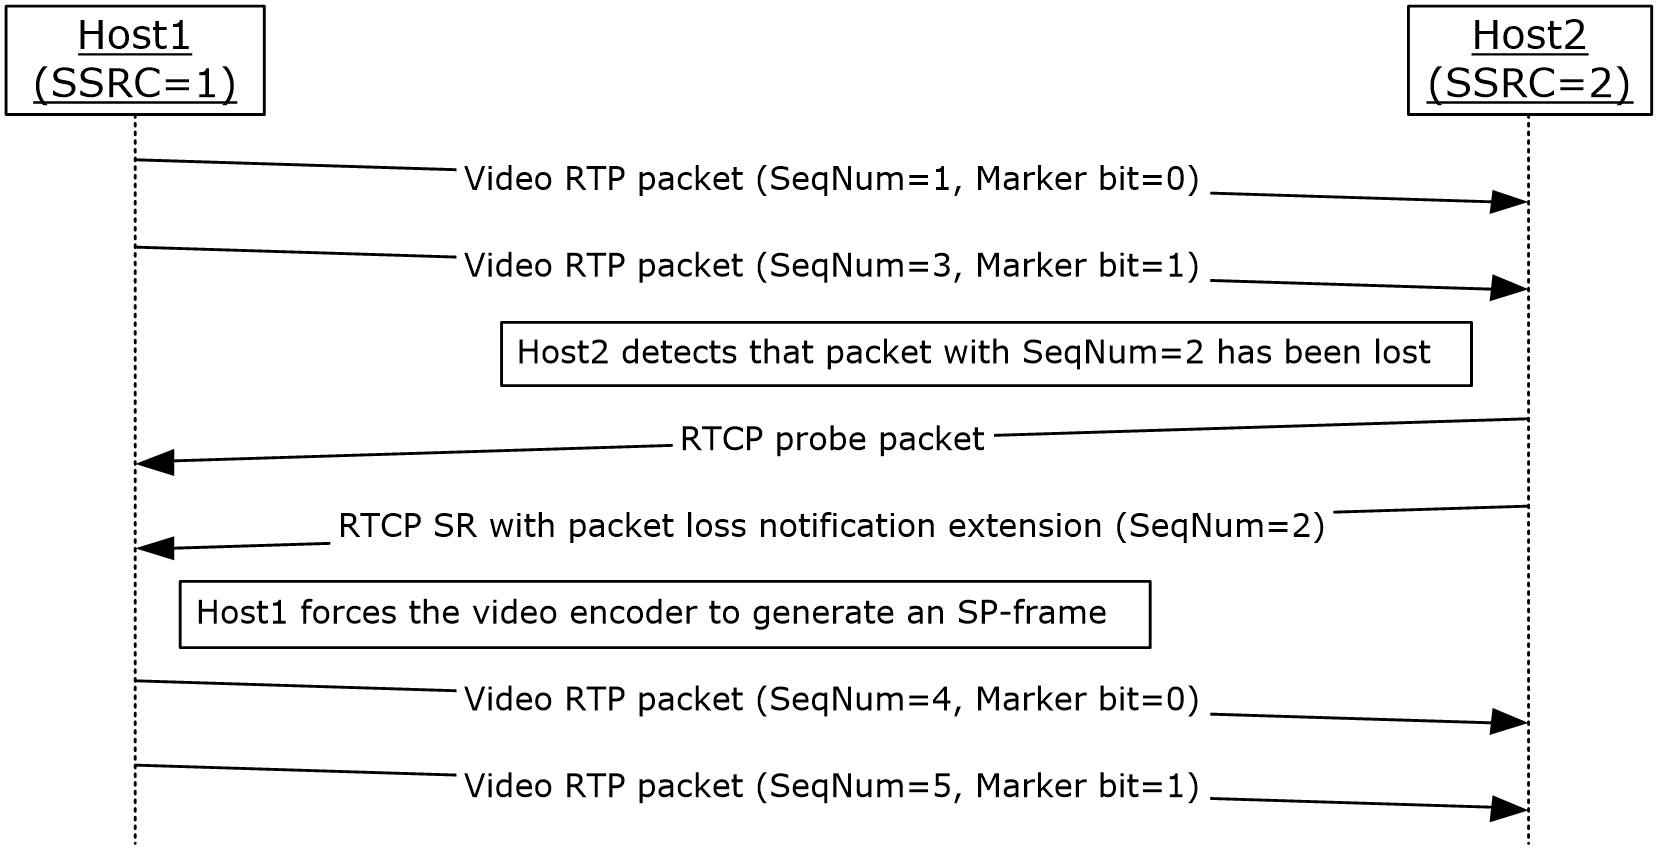 Host1
(SSRC=1)
Host2
(SSRC=2)
Video RTP packet (SeqNum=1, Marker bit=0)
Video RTP packet (SeqNum=3, Marker bit=1)
Host2 detects that packet with SeqNum=2 has been lost
RTCP probe packet
RTCP SR with packet loss notification extension (SeqNum=2)
Host1 forces the video encoder to generate an SP-frame
Video RTP packet (SeqNum=4, Marker bit=0)
Video RTP packet (SeqNum=5, Marker bit=1)